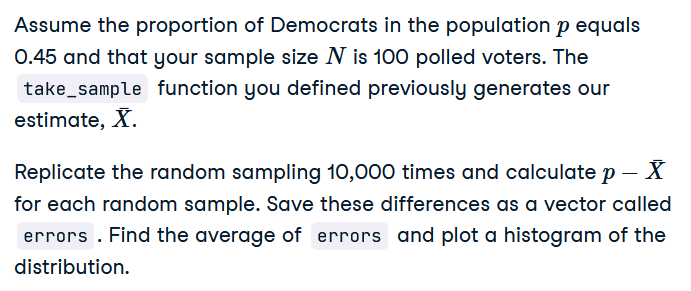 Assume the proportion of Democrats in the population p equals
0.45 and that your sample size N is 100 polled voters. The
take_sample function you defined previously generates our
estimate, X̄.
Replicate the random sampling 10,000 times and calculate p − X̄
for each random sample. Save these differences as a vector called
errors . Find the average of errors and plot a histogram of the
distribution.